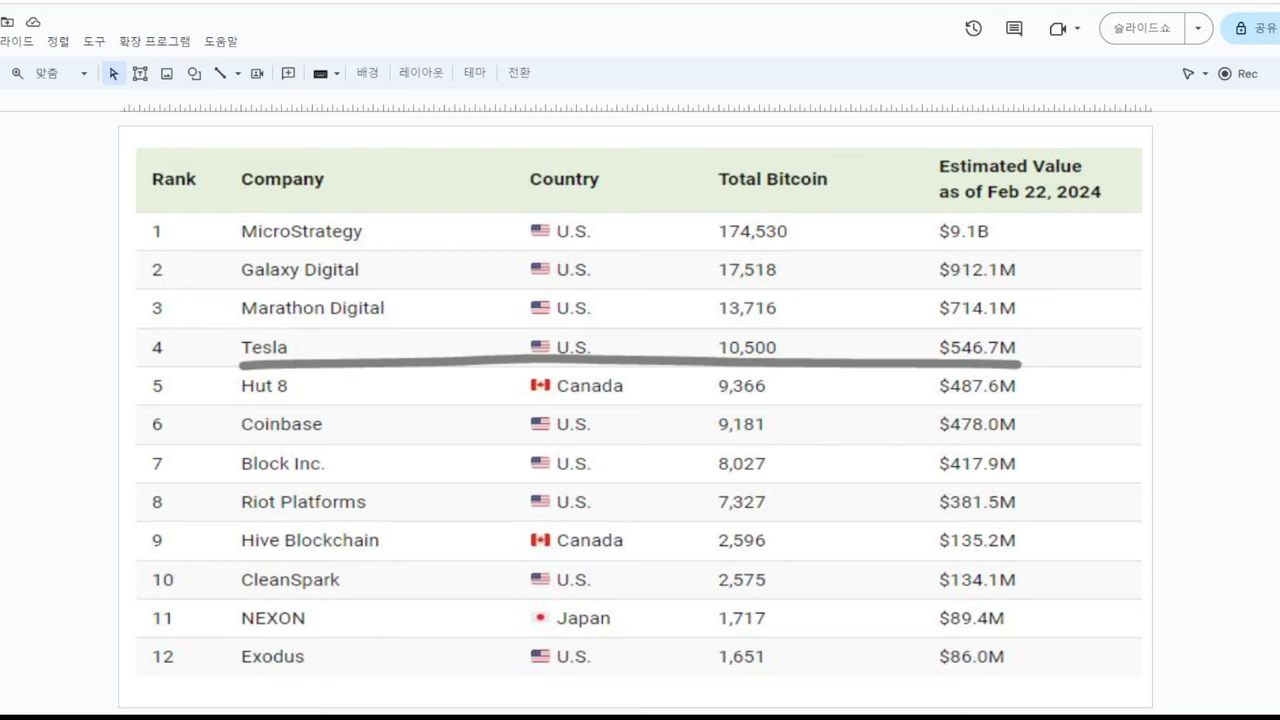 라이드 정렬 도구 확장 프로그램 도움말
슬라이드쇼
공유
맞춤
배경 레이아웃 테마 전환
Rec
Rank Company Country Total Bitcoin Estimated Value
as of Feb 22, 2024
1 MicroStrategy U.S. 174,530 $9.1B
2 Galaxy Digital U.S. 17,518 $912.1M
3 Marathon Digital U.S. 13,716 $714.1M
4 Tesla U.S. 10,500 $546.7M
5 Hut 8 Canada 9,366 $487.6M
6 Coinbase U.S. 9,181 $478.0M
7 Block Inc. U.S. 8,027 $417.9M
8 Riot Platforms U.S. 7,327 $381.5M
9 Hive Blockchain Canada 2,596 $135.2M
10 CleanSpark U.S. 2,575 $134.1M
11 NEXON Japan 1,717 $89.4M
12 Exodus U.S. 1,651 $86.0M